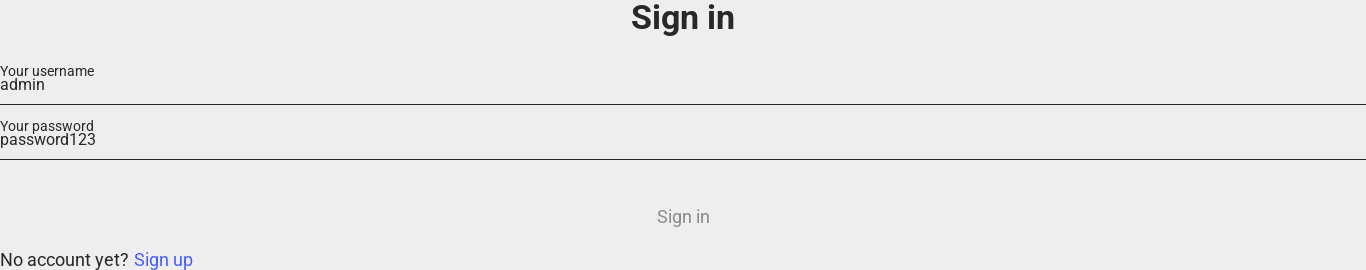 Sign in
Your username
admin
Your password
password123
Sign in
No account yet? Sign up